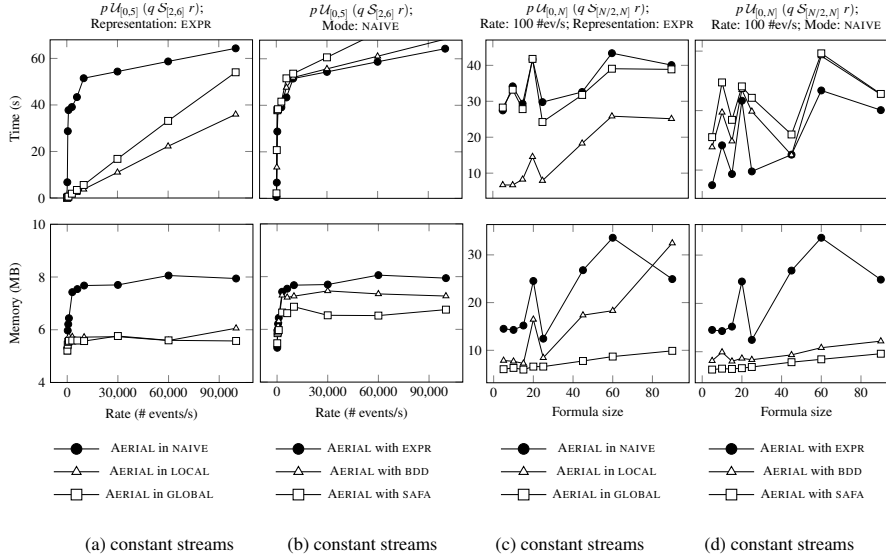 p U[0,5] (q S[2,6] r);
Representation: EXPR
p U[0,5] (q S[2,6] r);
Mode: NAIVE
p U[0,N] (q S[N/2,N] r);
Rate: 100 #ev/s; Representation: EXPR
p U[0,N] (q S[N/2,N] r);
Rate: 100 #ev/s; Mode: NAIVE
Time (s)
60
40
20
0
40
30
20
10
Memory (MB)
10
8
6
4
30
20
10
0 30,000 60,000 90,000
0 30,000 60,000 90,000
0 20 40 60 80
0 20 40 60 80
Rate (# events/s)
Rate (# events/s)
Formula size
Formula size
AERIAL in NAIVE
AERIAL in LOCAL
AERIAL in GLOBAL
AERIAL with EXPR
AERIAL with BDD
AERIAL with SAFA
AERIAL in NAIVE
AERIAL in LOCAL
AERIAL in GLOBAL
AERIAL with EXPR
AERIAL with BDD
AERIAL with SAFA
(a) constant streams
(b) constant streams
(c) constant streams
(d) constant streams